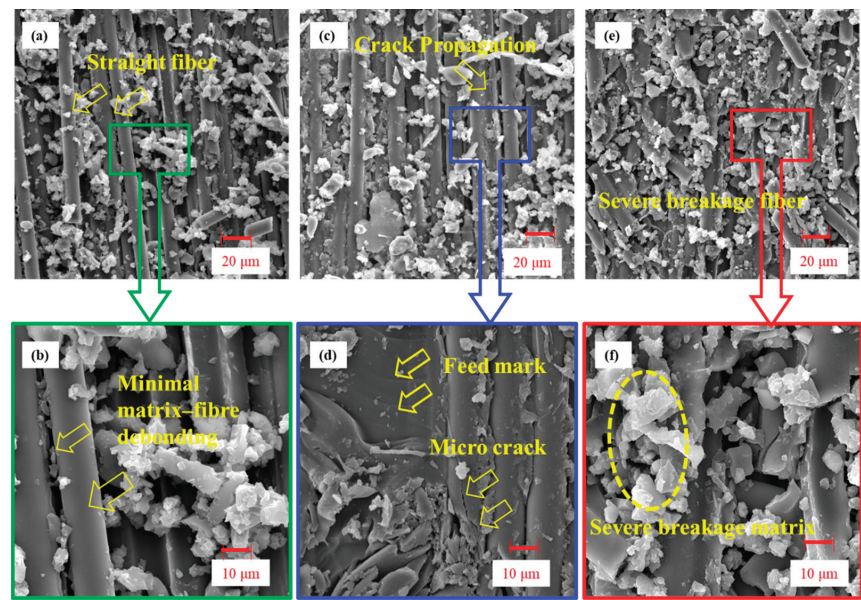 (a)
Straight fiber
20 μm
(c)
Crack Propagation
20 μm
(e)
Severe breakage fiber
20 μm
(b)
Minimal
matrix–fibre
debonding
10 μm
(d)
Feed mark
Micro crack
10 μm
(f)
Severe breakage matrix
10 μm